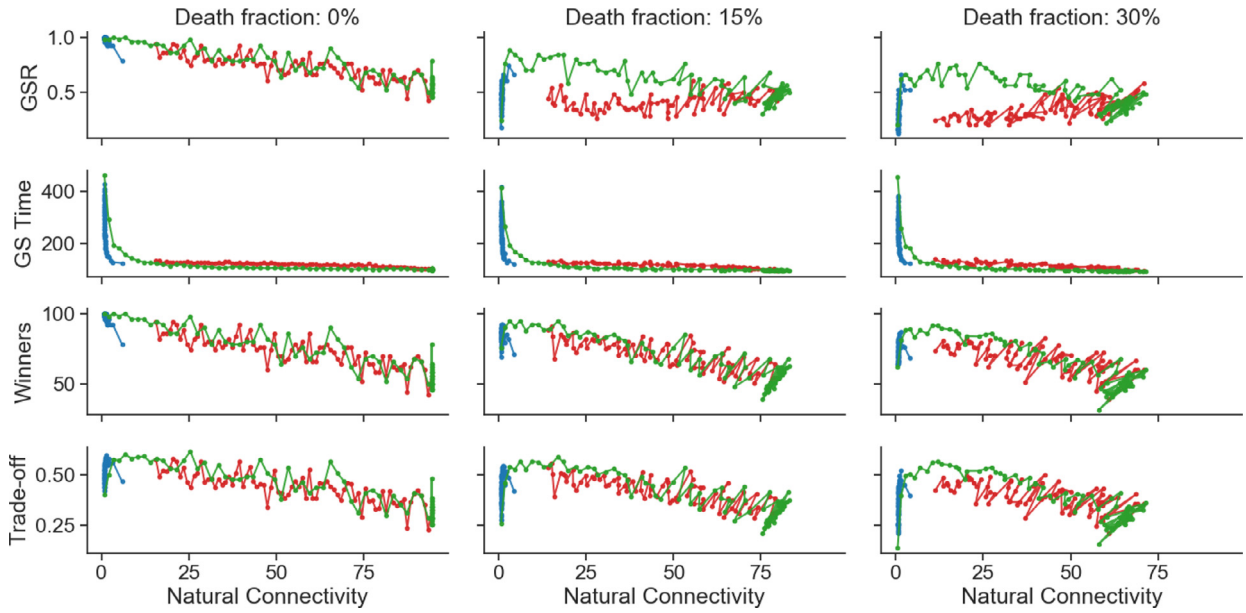 Death fraction: 0%
Death fraction: 15%
Death fraction: 30%
GSR
1.0
0.5
GS Time
400
200
Winners
100
50
Trade-off
0.50
0.25
0 25 50 75
0 25 50 75
0 25 50 75
Natural Connectivity
Natural Connectivity
Natural Connectivity